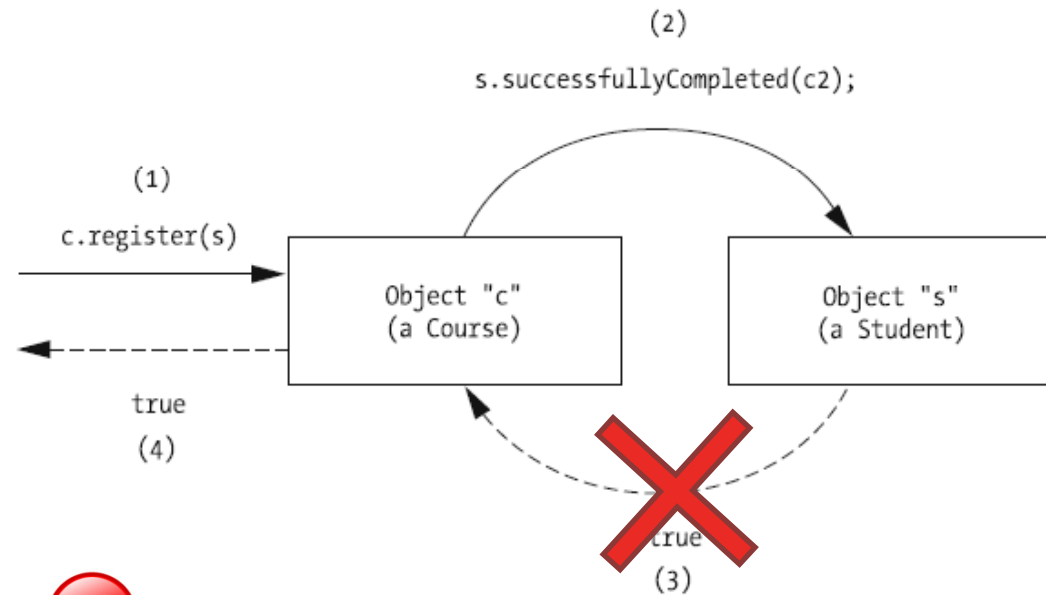 (2)
s.successfullyCompleted(c2);
(1)
c.register(s)
Object "c"
(a Course)
Object "s"
(a Student)
true
(4)
true
(3)